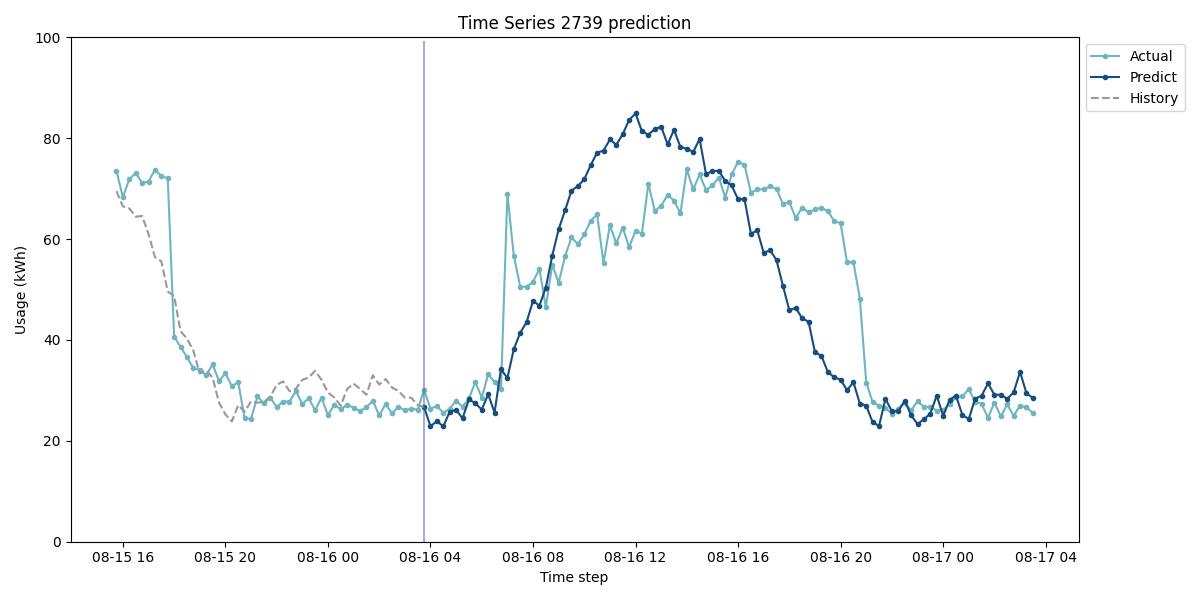 Time Series 2739 prediction
Usage (kWh)
100
80
60
40
20
0
08-15 16
08-15 20
08-16 00
08-16 04
08-16 08
08-16 12
08-16 16
08-16 20
08-17 00
08-17 04
Time step
Actual
Predict
History